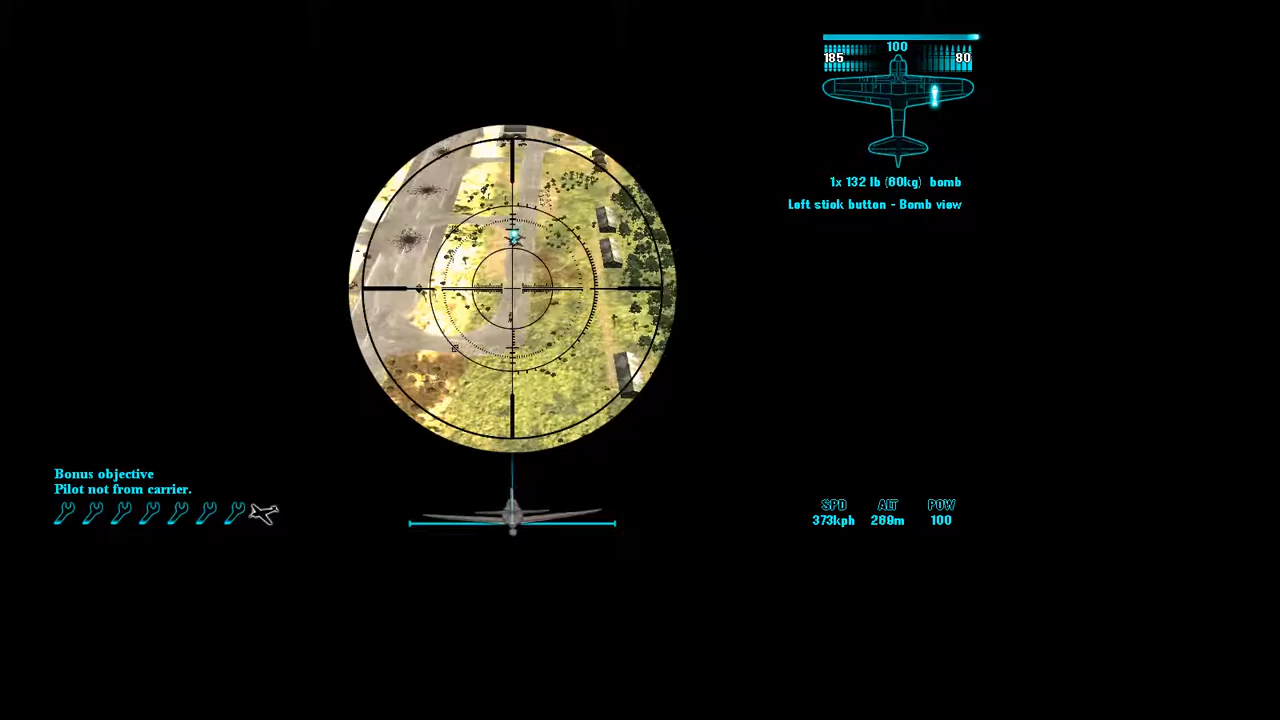 100
185 80
1x 132 lb (60kg) bomb
Left stick button - Bomb view
Bonus objective
Pilot not from carrier.
SPD ALT POW
373kph 269m 100